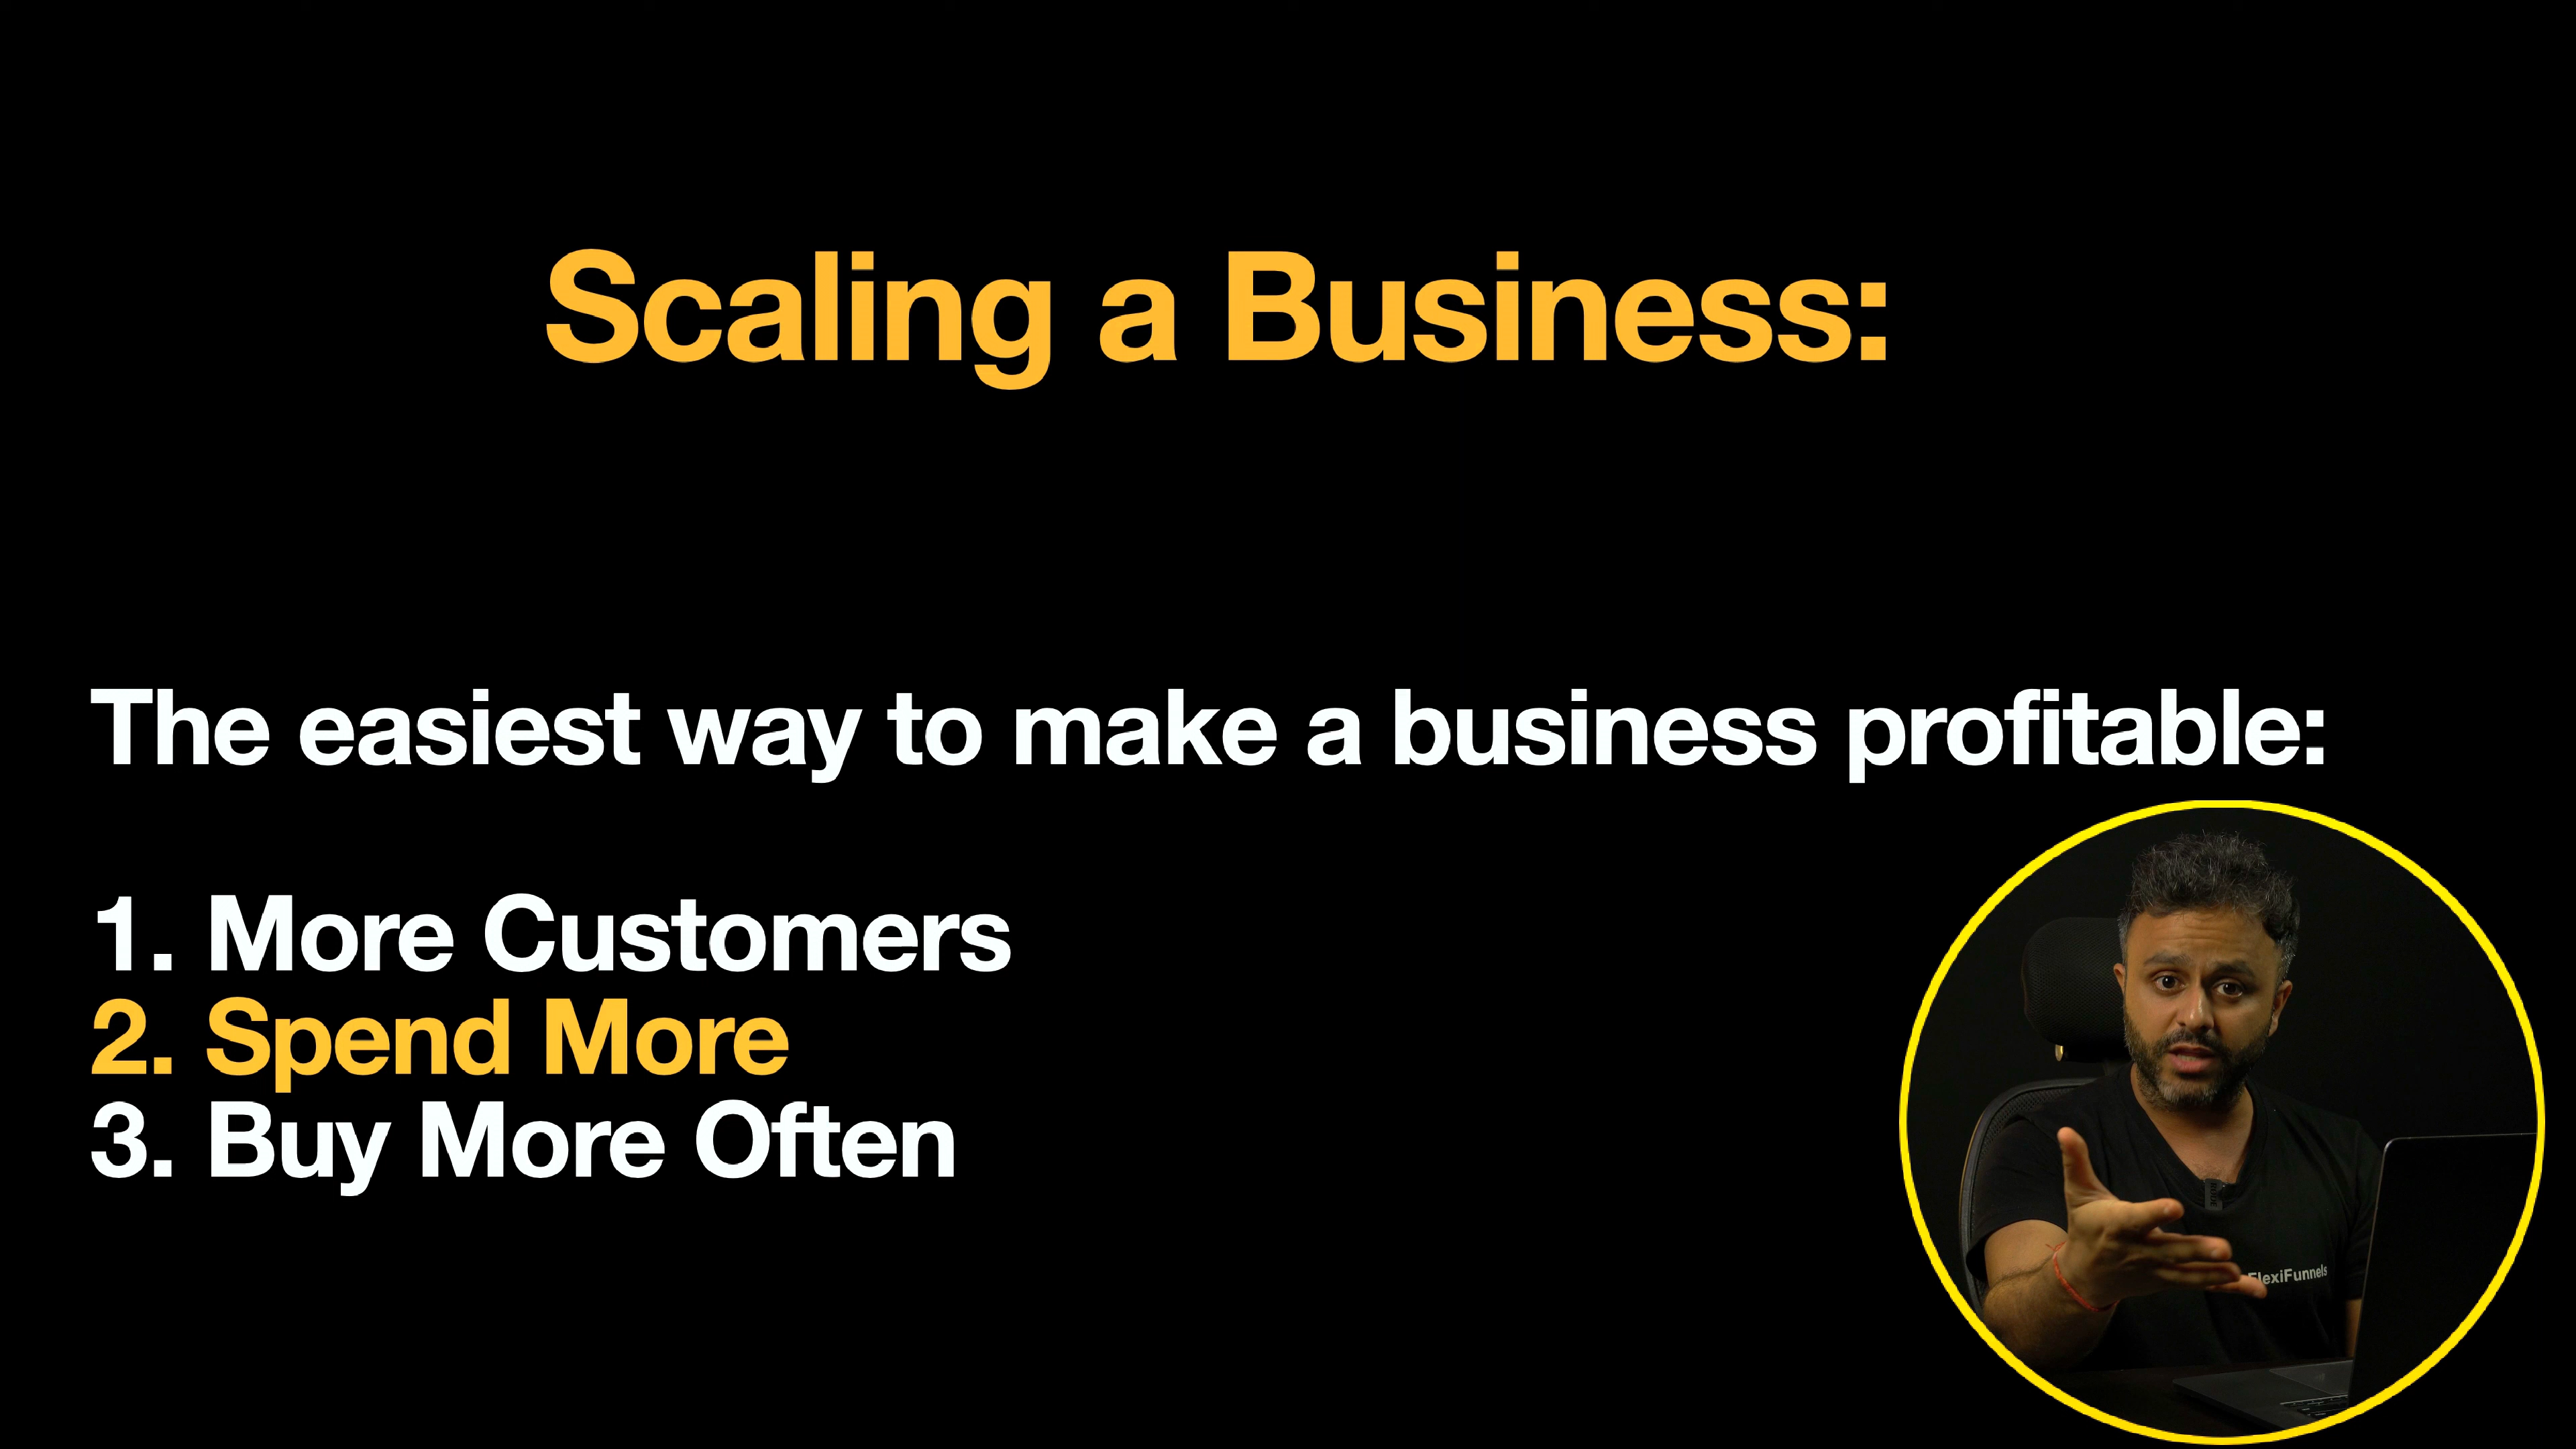 Scaling a Business:
The easiest way to make a business profitable:
1. More Customers
2. Spend More
3. Buy More Often
FlexiFunnels